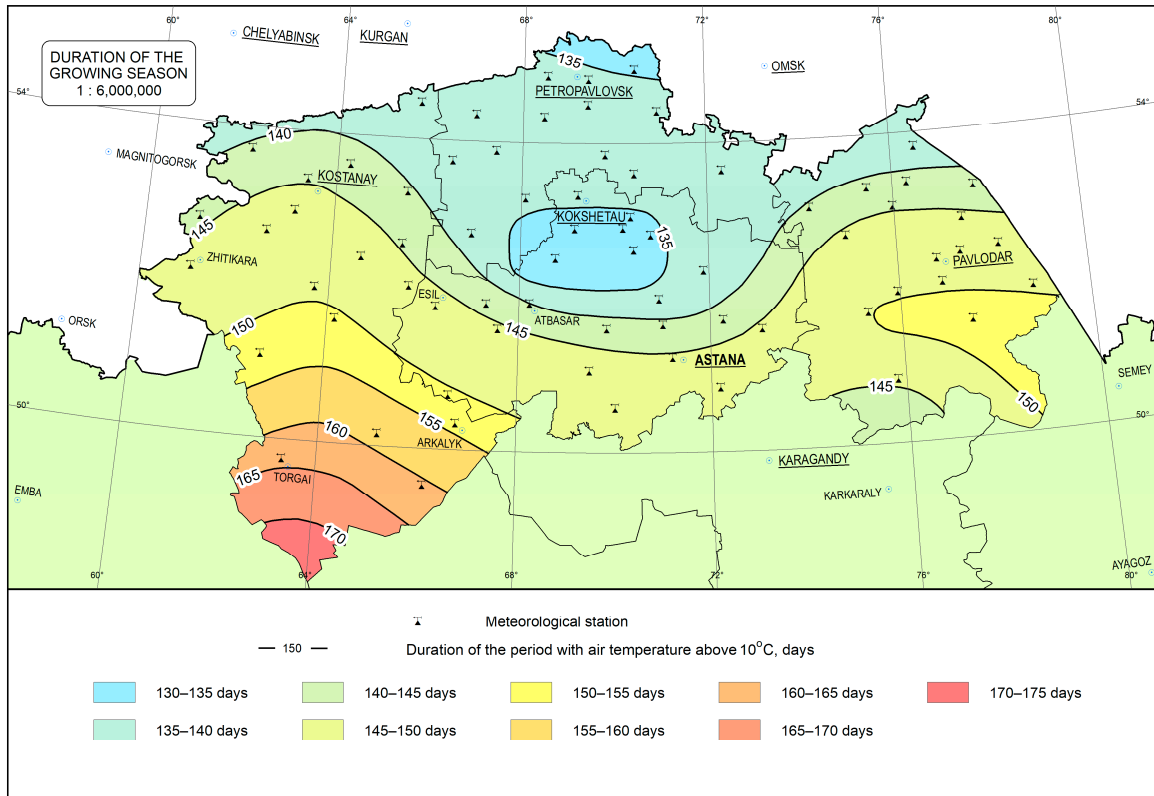 60°
64°
68°
72°
76°
80°
CHELYABINSK
KURGAN
DURATION OF THE
GROWING SEASON
1 : 6,000,000
135
OMSK
54°
54°
PETROPAVLOVSK
140
MAGNITOGORSK
KOSTANAY
KOKSHETAU
145
135
ZHITIKARA
PAVLODAR
ESIL
ORSK
150
145
ATBASAR
ASTANA
SEMEY
145
150
50°
155
50°
160
ARKALYK
165
TORGAI
KARAGANDY
EMBA
KARKARALY
170
AYAGOZ
60°
64°
68°
72°
76°
80°
Meteorological station
150
Duration of the period with air temperature above 10°C, days
130–135 days
140–145 days
150–155 days
160–165 days
170–175 days
135–140 days
145–150 days
155–160 days
165–170 days